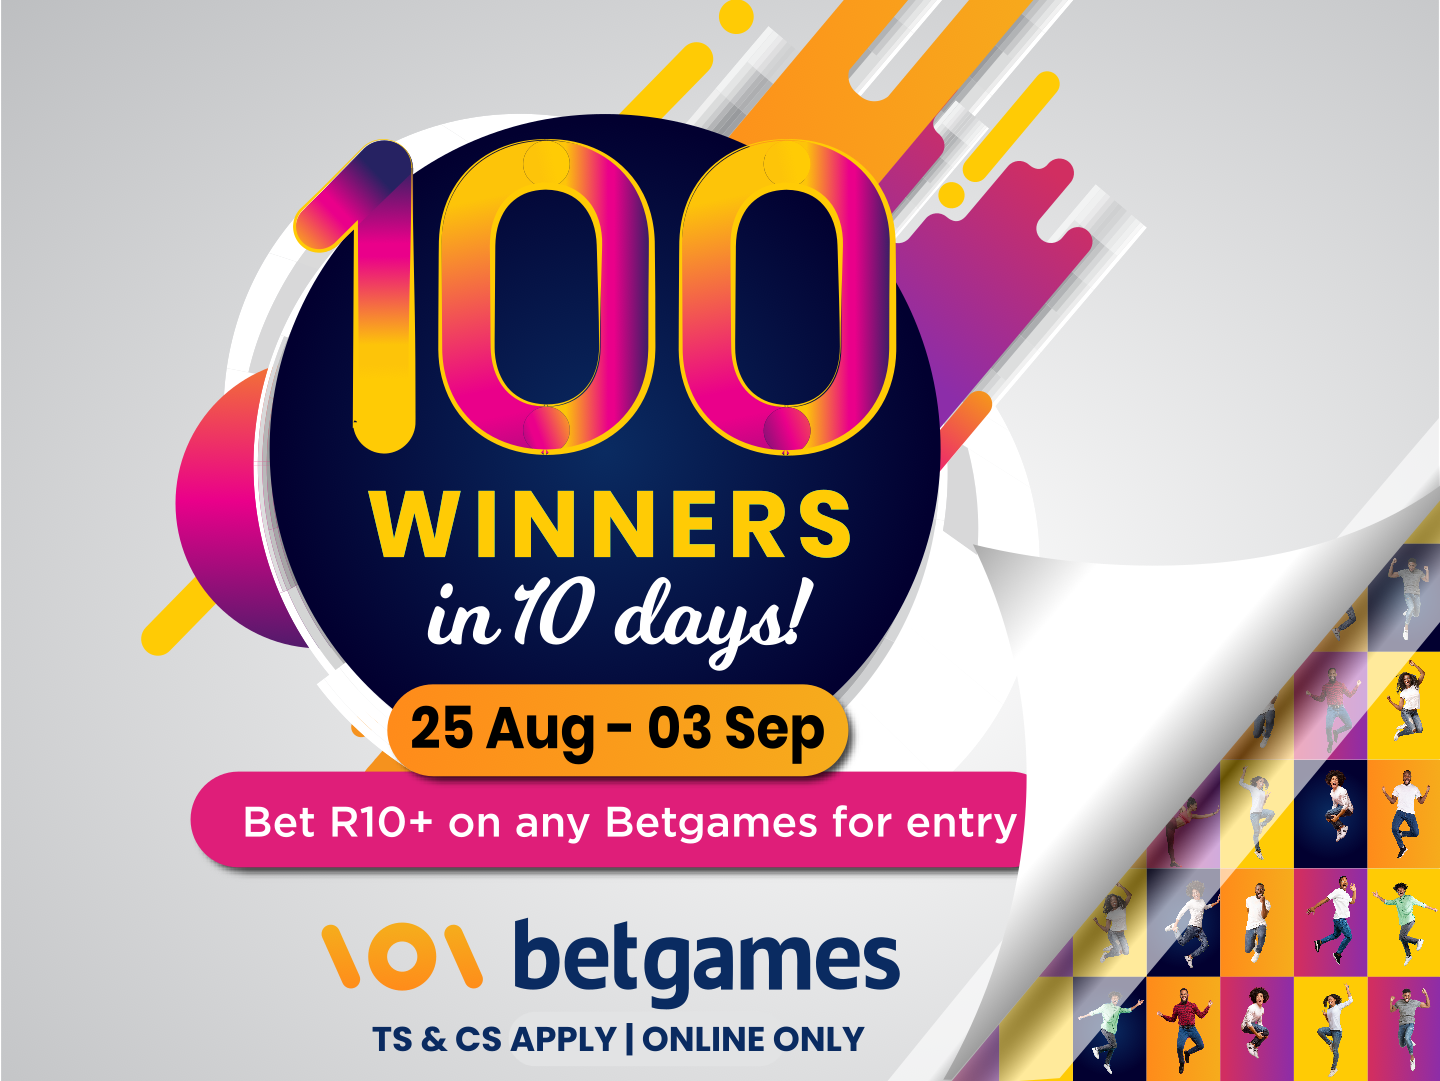 100
WINNERS
in 10 days!
25 Aug - 03 Sep
Bet R10+ on any Betgames for entry
betgames
TS & CS APPLY | ONLINE ONLY